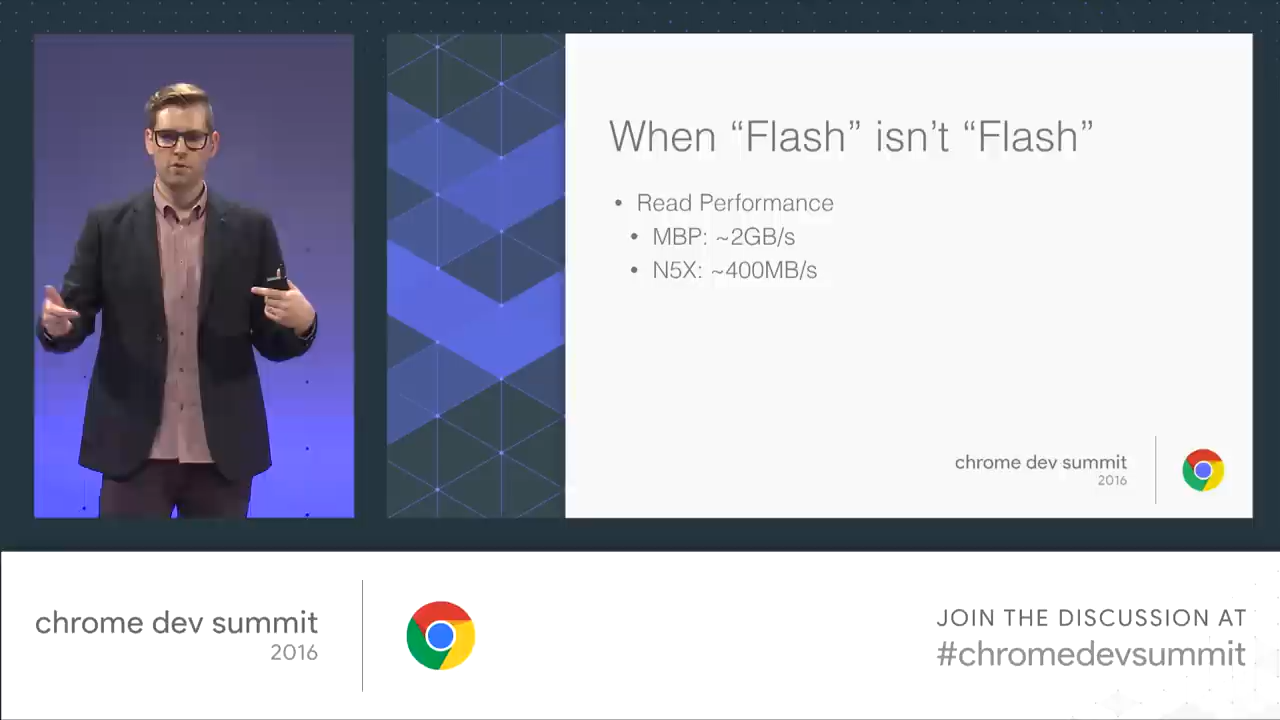 When “Flash” isn’t “Flash”
• Read Performance
• MBP: ~2GB/s
• N5X: ~400MB/s
chrome dev summit
2016
chrome dev summit
2016
JOIN THE DISCUSSION AT
#chromedevsummit